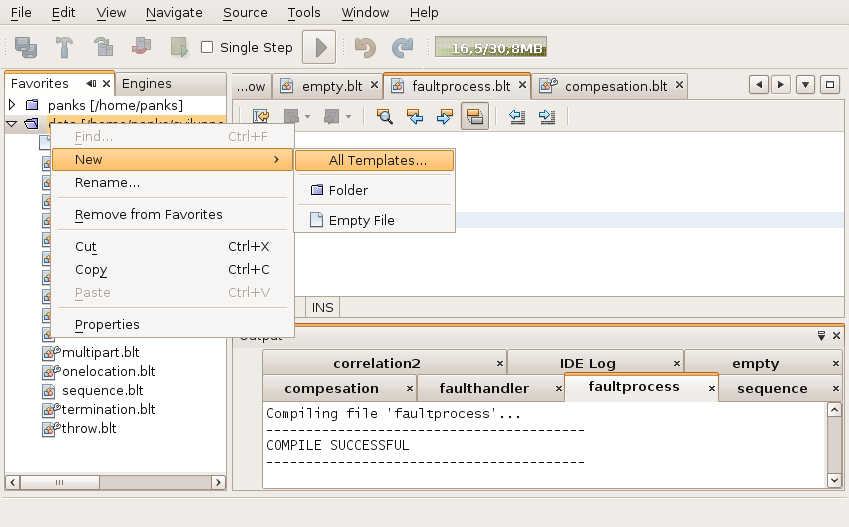 File Edit View Navigate Source Tools Window Help
Single Step 16,5/30,8MB
Favorites Engines
...ow empty.blt faultprocess.blt compesation.blt
panks [/home/panks]
Find... Ctrl+F
New All Templates...
Rename... Folder
Remove from Favorites Empty File
Cut Ctrl+X
Copy Ctrl+C
Paste Ctrl+V
Properties
INS
multipart.blt
onelocation.blt
sequence.blt
termination.blt
throw.blt
Output
correlation2 IDE Log empty
compesation faulthandler faultprocess sequence
Compiling file 'faultprocess'...
----------------------------------------
COMPILE SUCCESSFUL
----------------------------------------